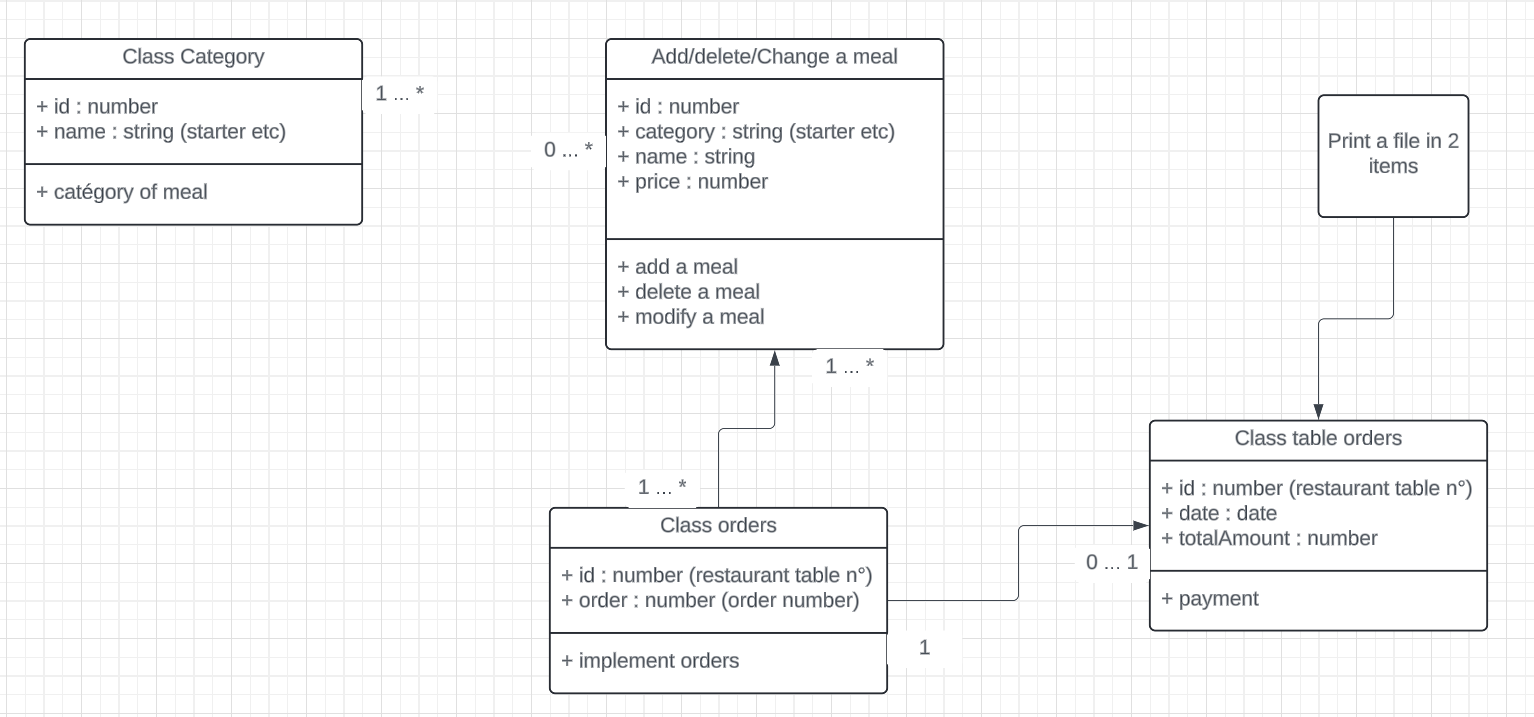 Class Category
+ id : number
+ name : string (starter etc)
+ catégory of meal
1 ... *
0 ... *
Add/delete/Change a meal
+ id : number
+ category : string (starter etc)
+ name : string
+ price : number
+ add a meal
+ delete a meal
+ modify a meal
1 ... *
Print a file in 2
items
1 ... *
Class orders
+ id : number (restaurant table n°)
+ order : number (order number)
+ implement orders
1
0 ... 1
Class table orders
+ id : number (restaurant table n°)
+ date : date
+ totalAmount : number
+ payment